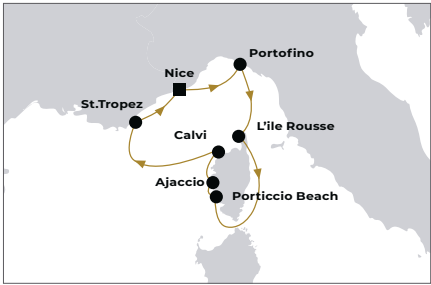 Portofino
Nice
St.Tropez
L'ile Rousse
Calvi
Ajaccio
Porticcio Beach